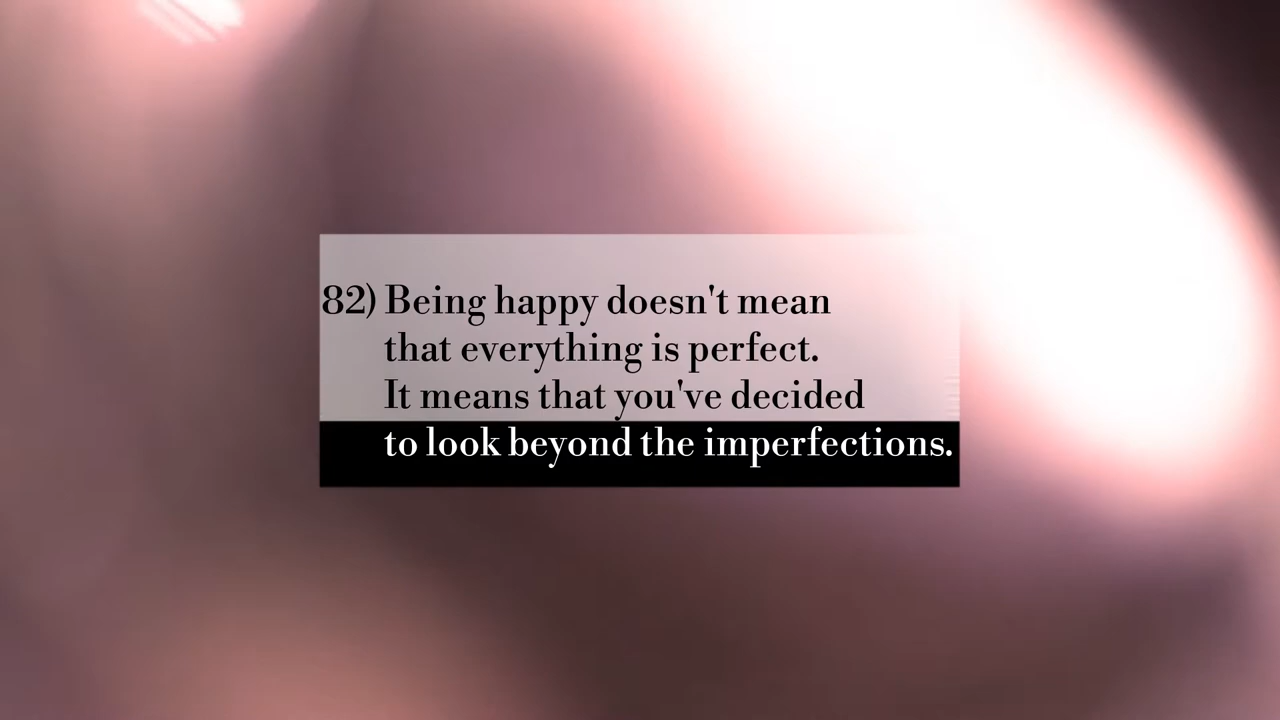 82) Being happy doesn't mean
that everything is perfect.
It means that you've decided
to look beyond the imperfections.